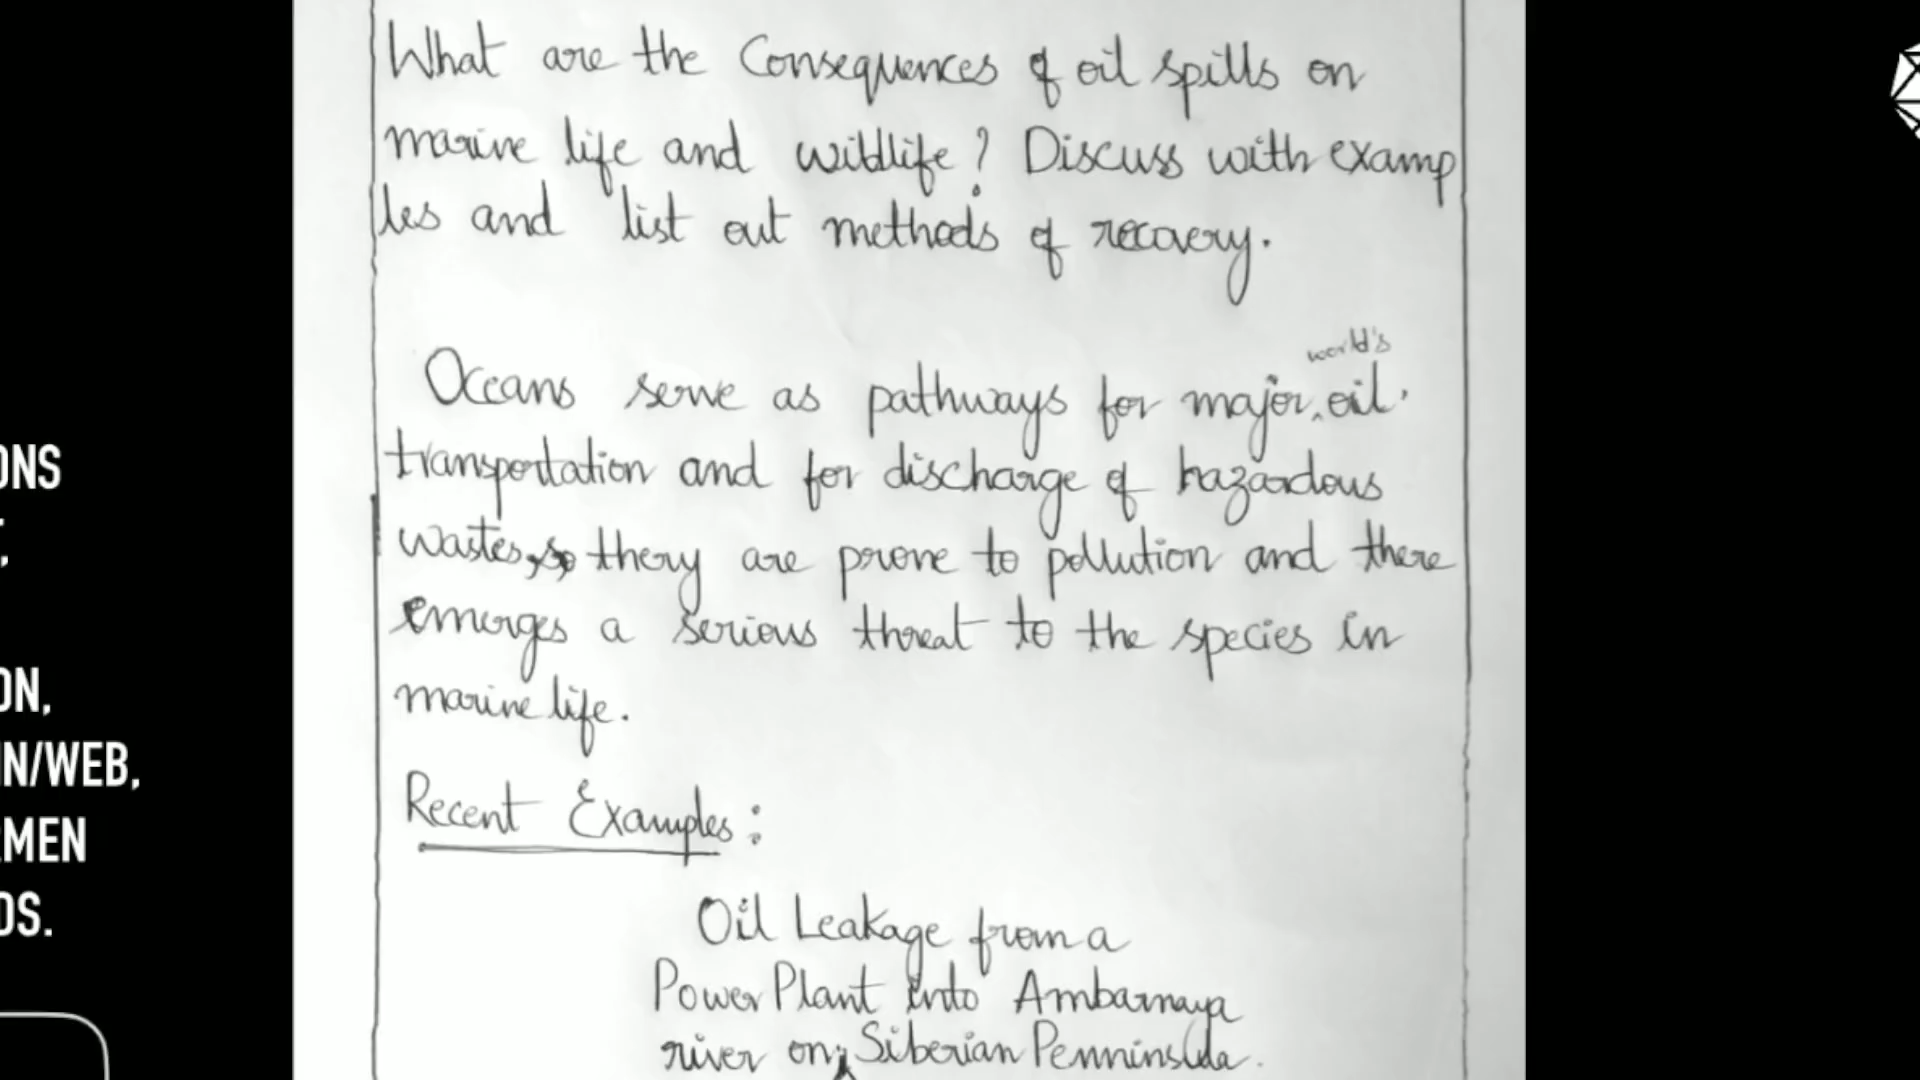 What are the Consequences of oil spills on
marine life and wildlife? Discuss with examp
les and list out methods of recovery.
world's
Oceans serve as pathways for major oil.
transportation and for discharge of hazardous
wastes, so they are prone to pollution and there
emerges a serious threat to the species in
marine life.
Recent Examples:
Oil Leakage from a
Power Plant into Ambarnaya
river on Siberian Penninsula.
ONS
ON,
IN/WEB,
MEN
DS.